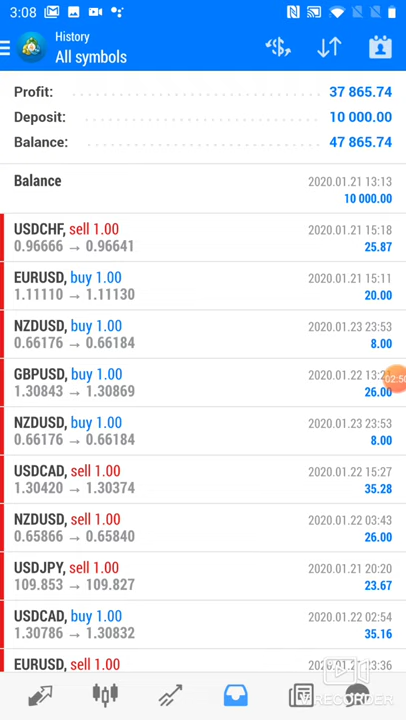 3:08
History
All symbols
Profit: 37 865.74
Deposit: 10 000.00
Balance: 47 865.74
Balance 2020.01.21 13:13
10 000.00
USDCHF, sell 1.00 2020.01.21 15:18
0.96666 → 0.96641 25.87
EURUSD, buy 1.00 2020.01.21 15:11
1.11110 → 1.11130 20.00
NZDUSD, buy 1.00 2020.01.23 23:53
0.66176 → 0.66184 8.00
GBPUSD, buy 1.00 2020.01.22 13:2
1.30843 → 1.30869 26.00
02:50
NZDUSD, buy 1.00 2020.01.23 23:53
0.66176 → 0.66184 8.00
USDCAD, sell 1.00 2020.01.22 15:27
1.30420 → 1.30374 35.28
NZDUSD, sell 1.00 2020.01.22 03:43
0.65866 → 0.65840 26.00
USDJPY, sell 1.00 2020.01.21 20:20
109.853 → 109.827 23.67
USDCAD, buy 1.00 2020.01.22 02:54
1.30786 → 1.30832 35.16
EURUSD, sell 1.00
VIRECORDER